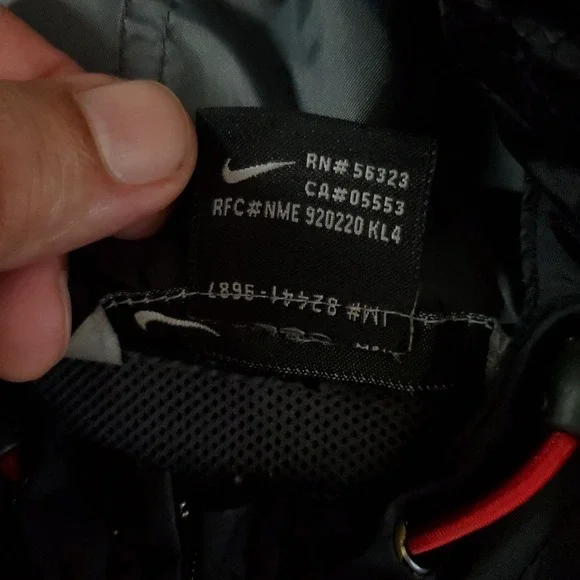 RN# 56323
CA#05553
RFC#NME 920220 KL4
IM# 82441-9687